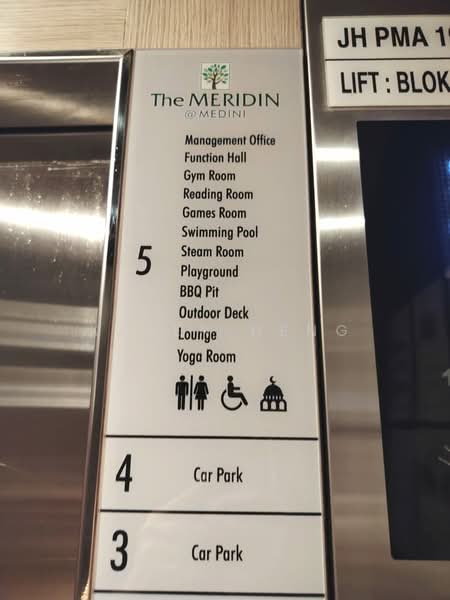 JH PMA 19
LIFT : BLOK
The MERIDIN
@ MEDINI
5
Management Office
Function Hall
Gym Room
Reading Room
Games Room
Swimming Pool
Steam Room
Playground
BBQ Pit
Outdoor Deck
Lounge
Yoga Room
4 Car Park
3 Car Park